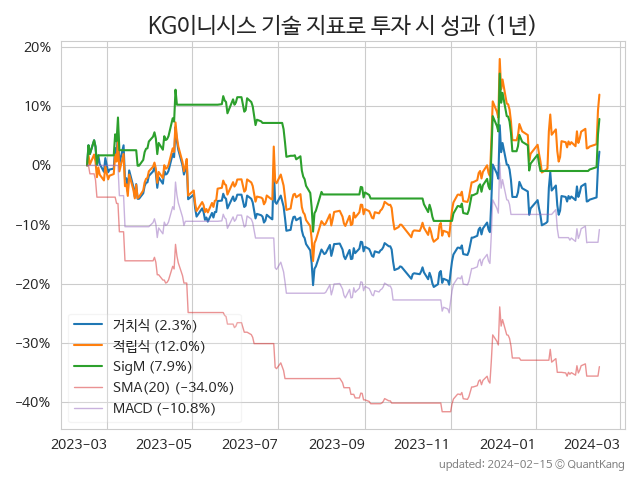 KG이니시스 기술 지표로 투자 시 성과 (1년)
20%
10%
0%
−10%
−20%
−30%
−40%
거치식 (2.3%)
적립식 (12.0%)
SigM (7.9%)
SMA(20) (−34.0%)
MACD (−10.8%)
2023-03 2023-05 2023-07 2023-09 2023-11 2024-01 2024-03
updated: 2024-02-15 © QuantKang